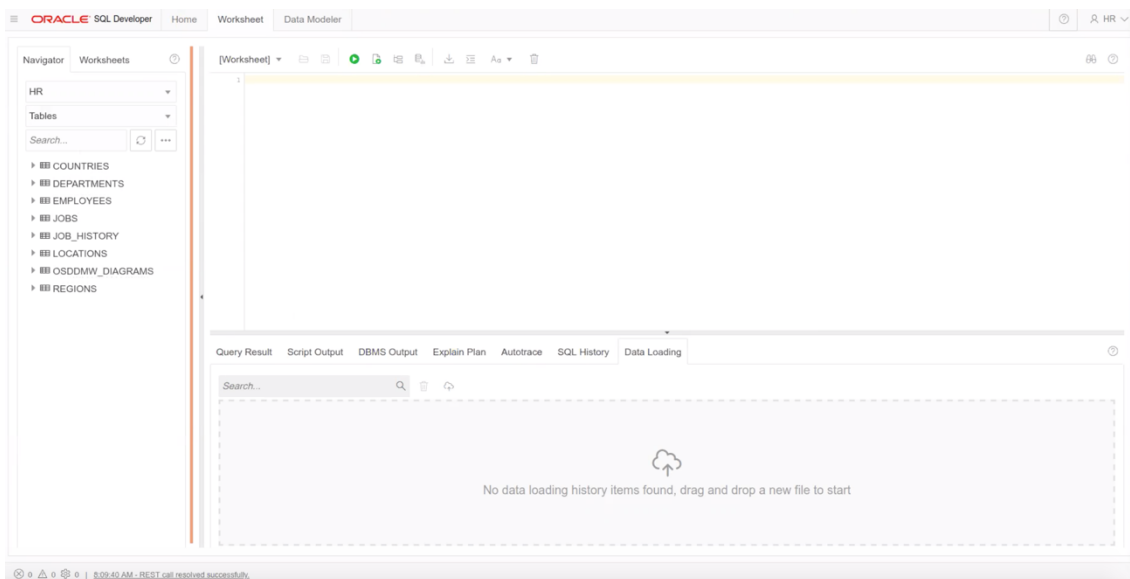 ORACLE SQL Developer Home Worksheet Data Modeler HR
Navigator Worksheets
[Worksheet] Aa
HR
1
Tables
Search...
COUNTRIES
DEPARTMENTS
EMPLOYEES
JOBS
JOB_HISTORY
LOCATIONS
OSDDMW_DIAGRAMS
REGIONS
Query Result Script Output DBMS Output Explain Plan Autotrace SQL History Data Loading
Search...
No data loading history items found, drag and drop a new file to start
0 0 0 | 8:09:40 AM - REST call resolved successfully.